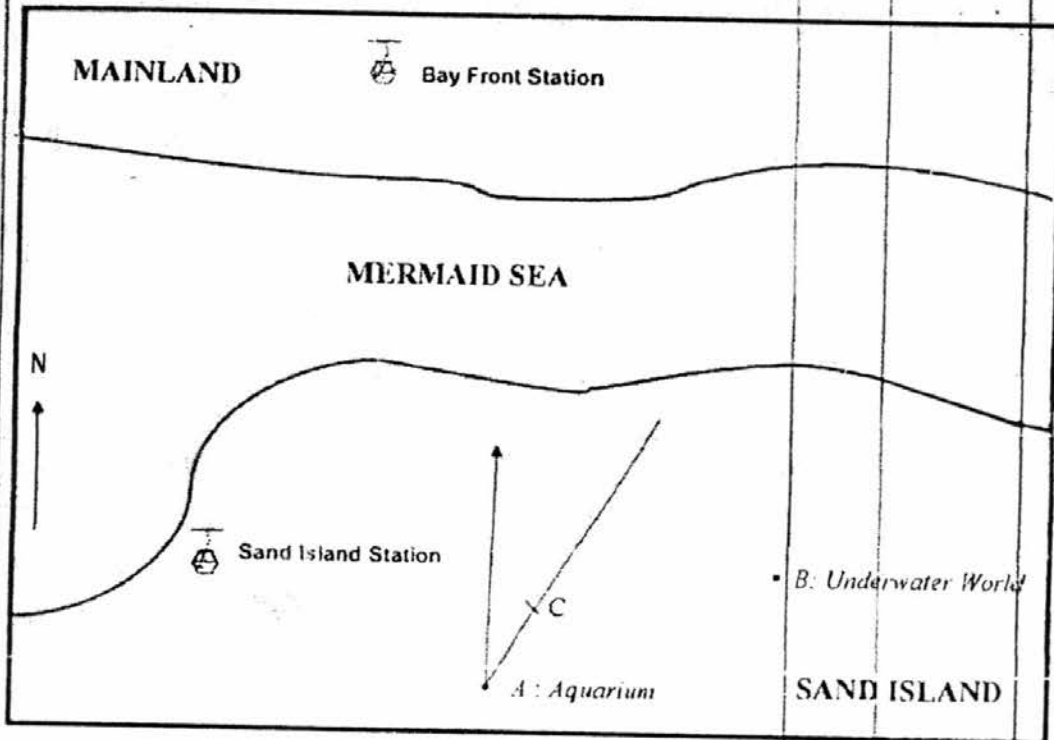 MAINLAND
Bay Front Station
MERMAID SEA
N
Sand Island Station
B: Underwater World
C
A : Aquarium
SAND ISLAND